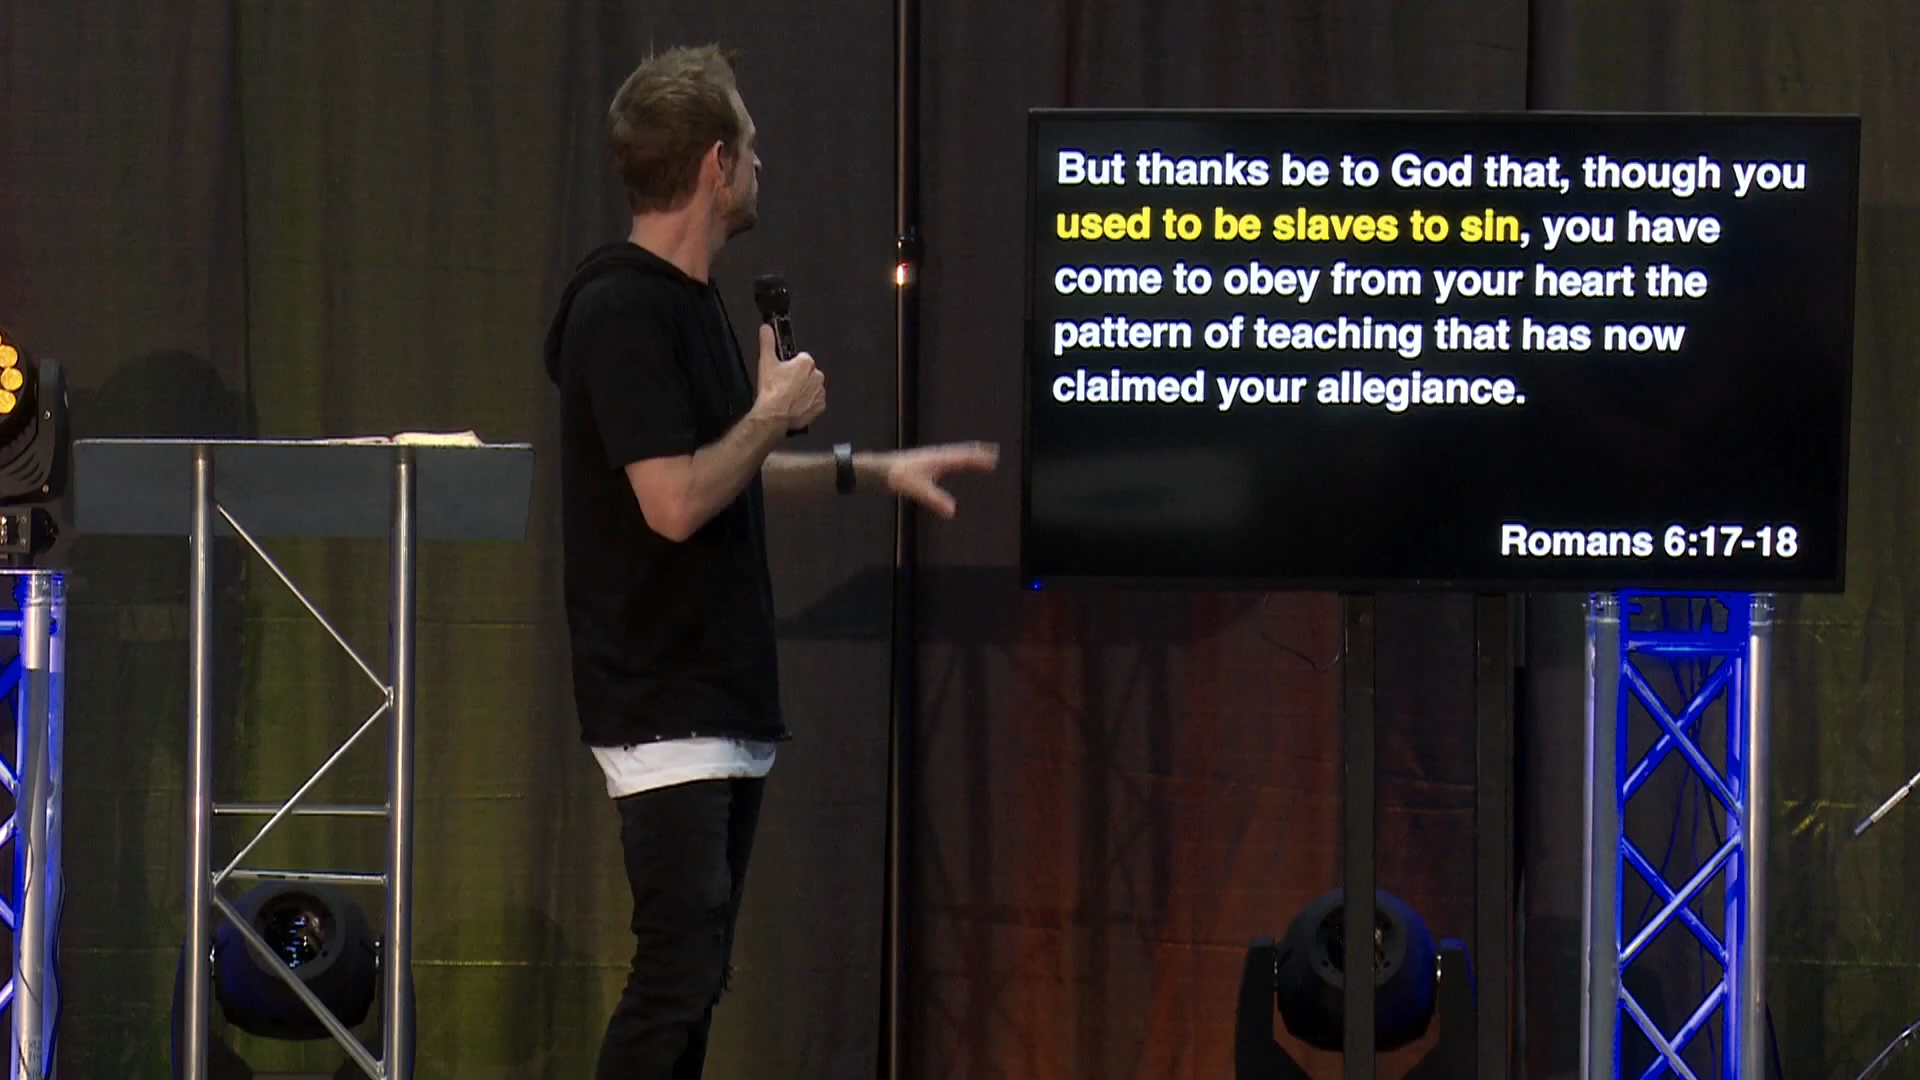 But thanks be to God that, though you
used to be slaves to sin, you have
come to obey from your heart the
pattern of teaching that has now
claimed your allegiance.
Romans 6:17-18